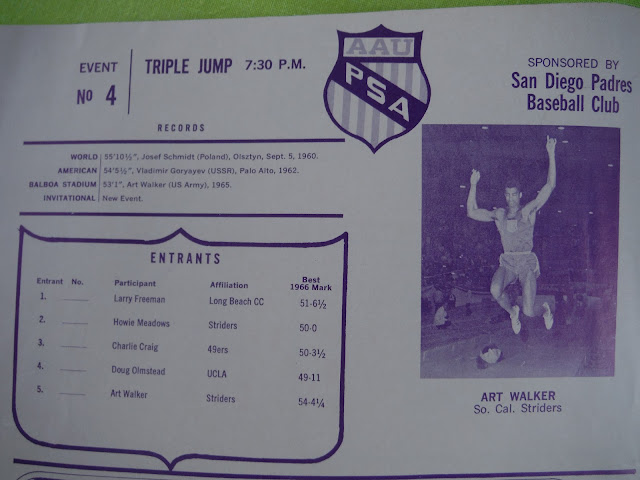 EVENT
No 4
TRIPLE JUMP 7:30 P.M.
AAU
PSA
SPONSORED BY
San Diego Padres
Baseball Club
RECORDS
WORLD 55'10½", Josef Schmidt (Poland), Olsztyn, Sept. 5, 1960.
AMERICAN 54'5½", Vladimir Goryayev (USSR), Palo Alto, 1962.
BALBOA STADIUM 53'1", Art Walker (US Army), 1965.
INVITATIONAL New Event.
ENTRANTS
Entrant No. Participant Affiliation Best 1966 Mark
1. Larry Freeman Long Beach CC 51-6½
2. Howie Meadows Striders 50-0
3. Charlie Craig 49ers 50-3½
4. Doug Olmstead UCLA 49-11
5. Art Walker Striders 54-4¼
ART WALKER
So. Cal. Striders